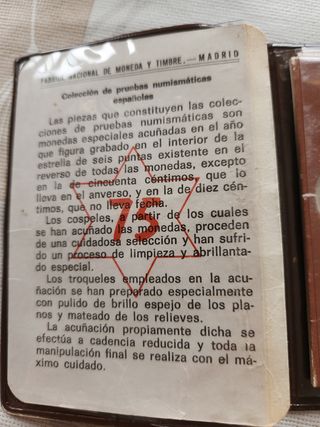 FABRICA NACIONAL DE MONEDA Y TIMBRE.—MADRID
Colección de pruebas numismáticas
españolas
Las piezas que constituyen las colec-
ciones de pruebas numismáticas son
monedas especiales acuñadas en el año
que figura grabado en el interior de la
estrella de seis puntas existente en el
reverso de todas las monedas, excepto
en la de cincuenta céntimos, que lo
lleva en el anverso, y en la de diez cén-
timos, que no lleva fecha.
Los cospeles, a partir de los cuales
se han acuñado las monedas, proceden
de una cuidadosa selección y han sufri-
do un proceso de limpieza y abrillanta-
do especial.
Los troqueles empleados en la acu-
ñación se han preparado especialmente
con pulido de brillo espejo de los pla-
nos y mateado de los relieves.
La acuñación propiamente dicha se
efectúa a cadencia reducida y toda la
manipulación final se realiza con el má-
ximo cuidado.
75